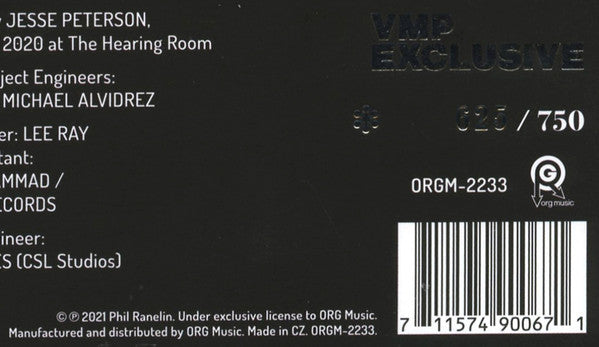 y JESSE PETERSON,
2020 at The Hearing Room
ject Engineers:
MICHAEL ALVIDREZ
er: LEE RAY
tant:
AMMAD /
ECORDS
ineer:
ES (CSL Studios)
VMP
EXCLUSIVE
/ 750
ORGM-2233
org music
© ℗ 2021 Phil Ranelin. Under exclusive license to ORG Music.
Manufactured and distributed by ORG Music. Made in CZ. ORGM-2233.
7 11574 90067 1